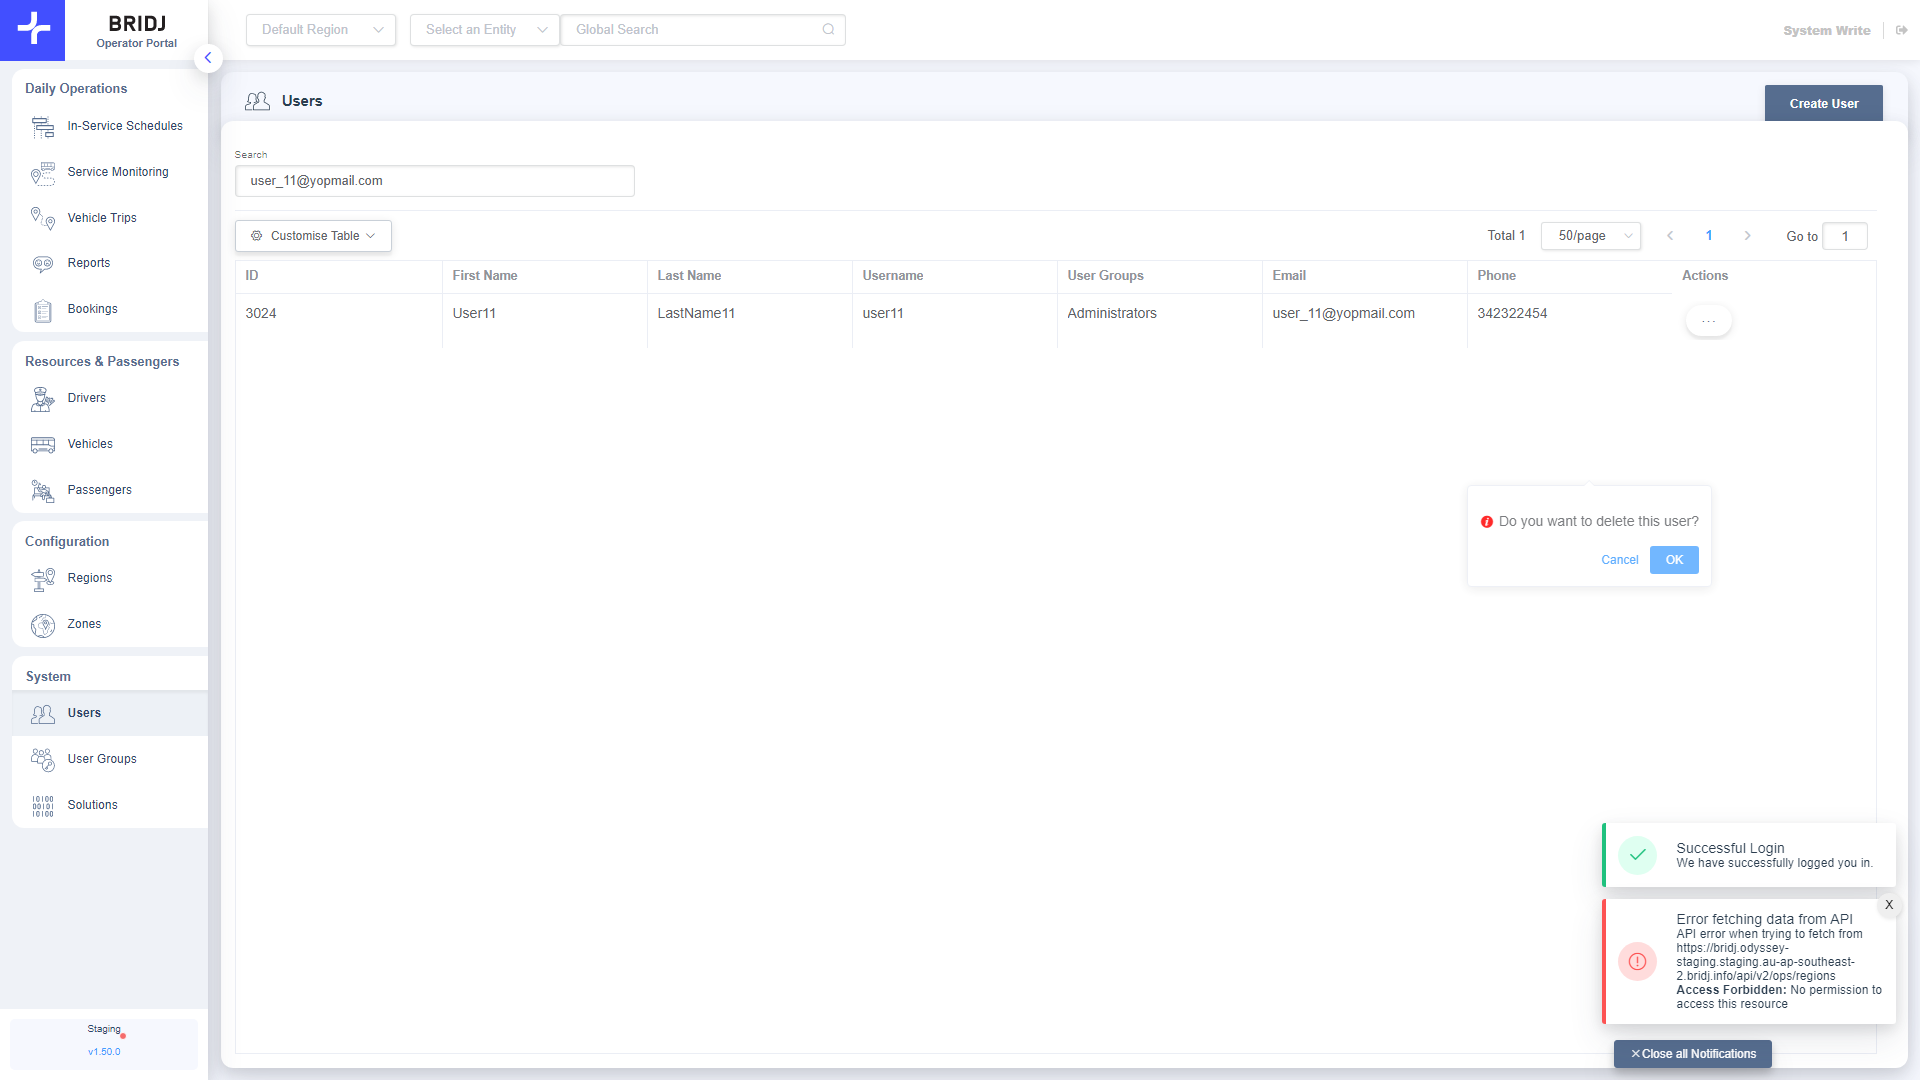 BRIDJ
Operator Portal
Default Region
Select an Entity
Global Search
System Write
Daily Operations
In-Service Schedules
Service Monitoring
Vehicle Trips
Reports
Bookings
Resources & Passengers
Drivers
Vehicles
Passengers
Configuration
Regions
Zones
System
Users
User Groups
10100
00101
10100
Solutions
Staging
v1.50.0
Users
Create User
Search
user_11@yopmail.com
Customise Table
Total 1
50/page
1
Go to
1
ID First Name Last Name Username User Groups Email Phone Actions
3024 User11 LastName11 user11 Administrators user_11@yopmail.com 342322454 ...
Do you want to delete this user?
Cancel
OK
Successful Login
We have successfully logged you in.
X
Error fetching data from API
API error when trying to fetch from
https://bridj.odyssey-
staging.staging.au-ap-southeast-
2.bridj.info/api/v2/ops/regions
Access Forbidden: No permission to
access this resource
×Close all Notifications